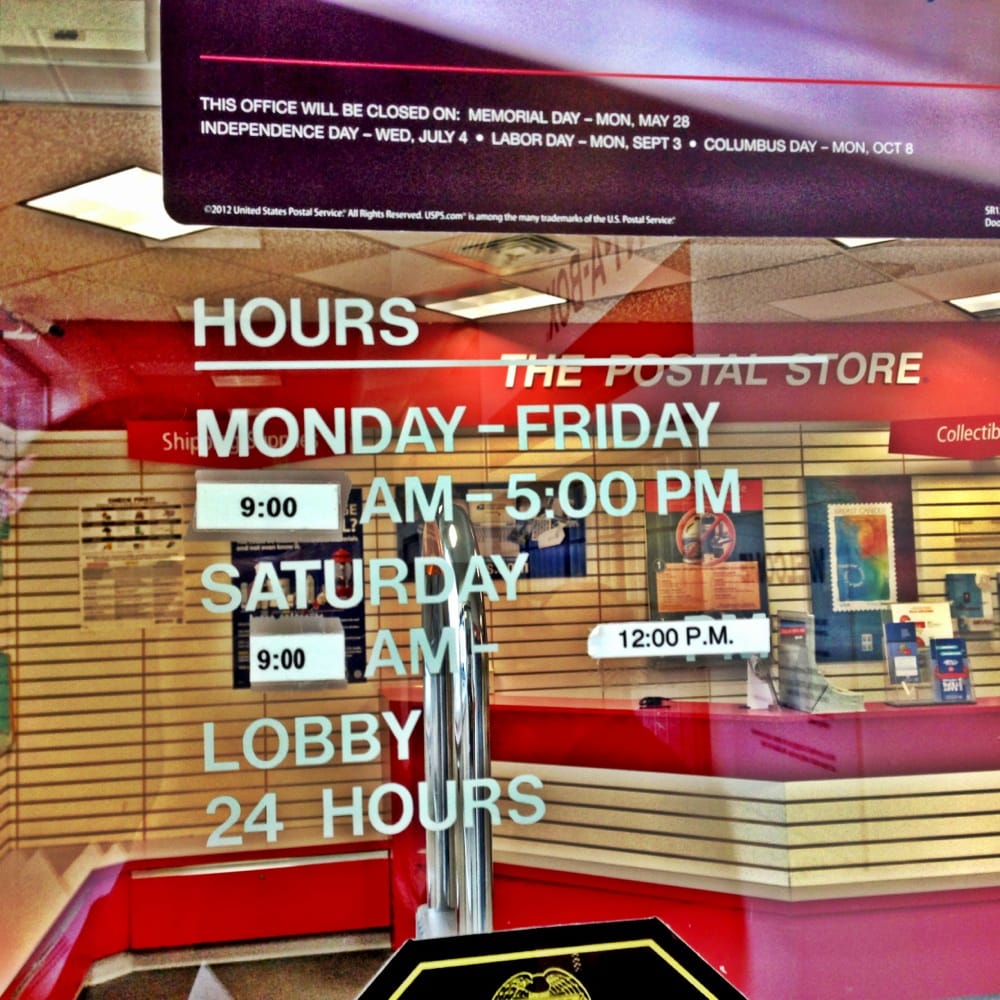 THIS OFFICE WILL BE CLOSED ON: MEMORIAL DAY – MON, MAY 28
INDEPENDENCE DAY – WED, JULY 4 • LABOR DAY – MON, SEPT 3 • COLUMBUS DAY – MON, OCT 8
©2012 United States Postal Service.® All Rights Reserved. USPS.com® is among the many trademarks of the U.S. Postal Service.®
HOURS
THE POSTAL STORE
MONDAY – FRIDAY
Shipping Supplies
Collectib
9:00 AM – 5:00 PM
SATURDAY
9:00 AM – 12:00 P.M.
LOBBY
24 HOURS